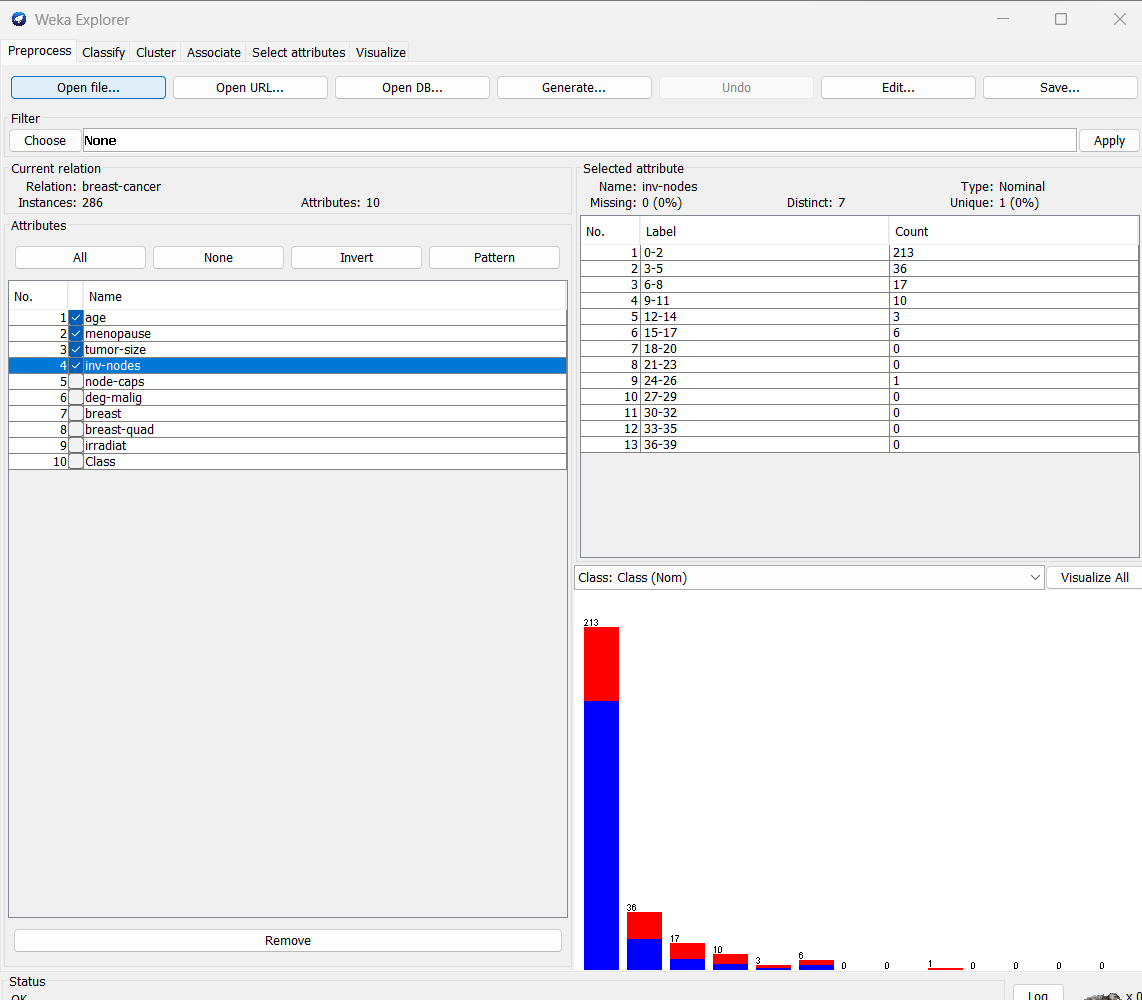 Weka Explorer
Preprocess Classify Cluster Associate Select attributes Visualize
Open file... Open URL... Open DB... Generate... Undo Edit... Save...
Filter
Choose None Apply
Current relation
Relation: breast-cancer
Instances: 286 Attributes: 10
Attributes
All None Invert Pattern
No. Name
1 age
2 menopause
3 tumor-size
4 inv-nodes
5 node-caps
6 deg-malig
7 breast
8 breast-quad
9 irradiat
10 Class
Remove
Selected attribute
Name: inv-nodes Type: Nominal
Missing: 0 (0%) Distinct: 7 Unique: 1 (0%)
No. Label Count
1 0-2 213
2 3-5 36
3 6-8 17
4 9-11 10
5 12-14 3
6 15-17 6
7 18-20 0
8 21-23 0
9 24-26 1
10 27-29 0
11 30-32 0
12 33-35 0
13 36-39 0
Class: Class (Nom) Visualize All
213
36
17
10
3
6
0
0
1
0
0
0
0
Status
OK
Log
x 0